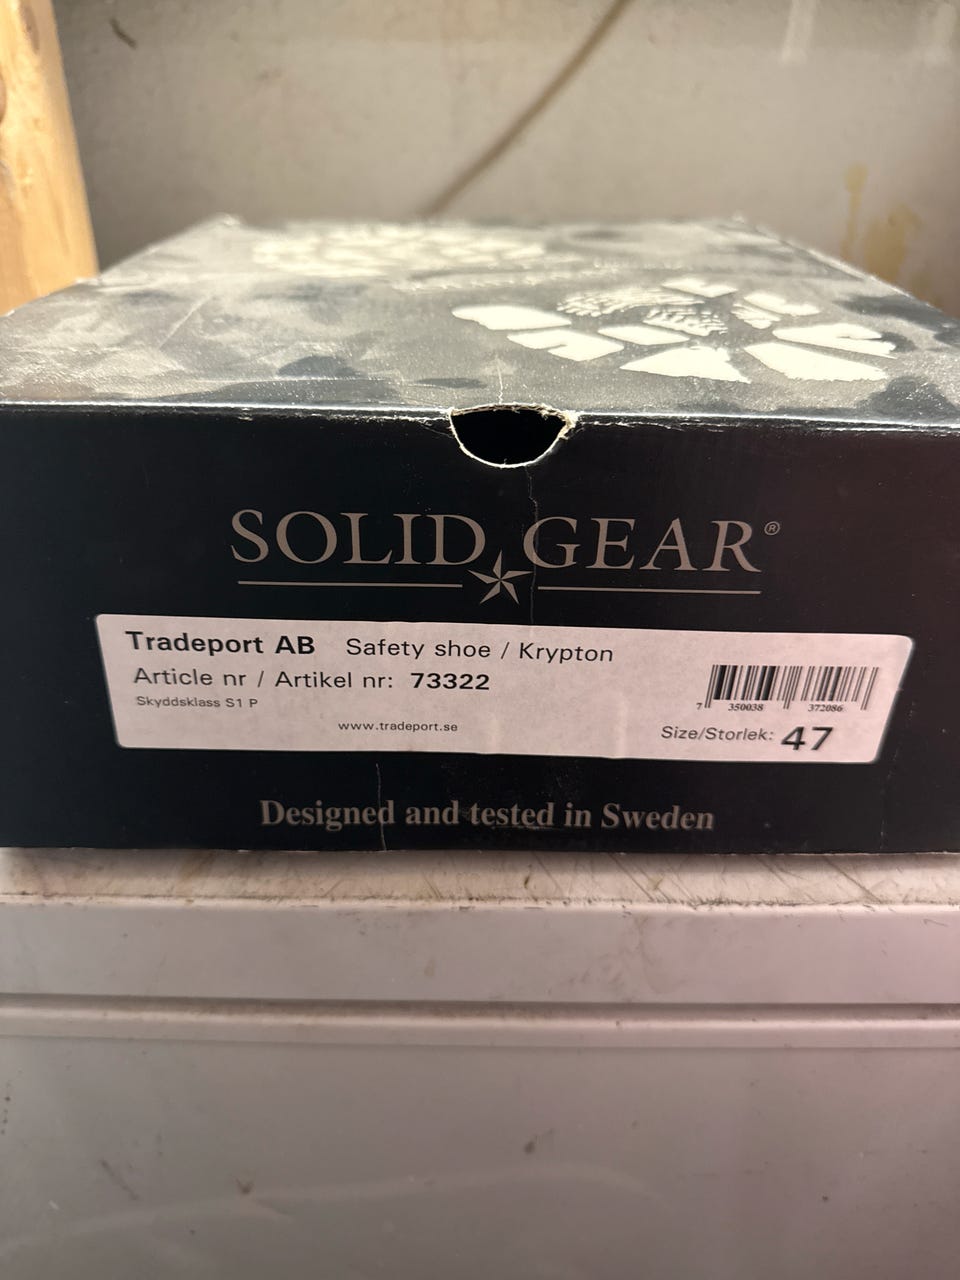 SOLID GEAR®
Tradeport AB Safety shoe / Krypton
Article nr / Artikel nr: 73322
Skyddsklass S1 P
www.tradeport.se
7 350038 372086
Size/Storlek: 47
Designed and tested in Sweden